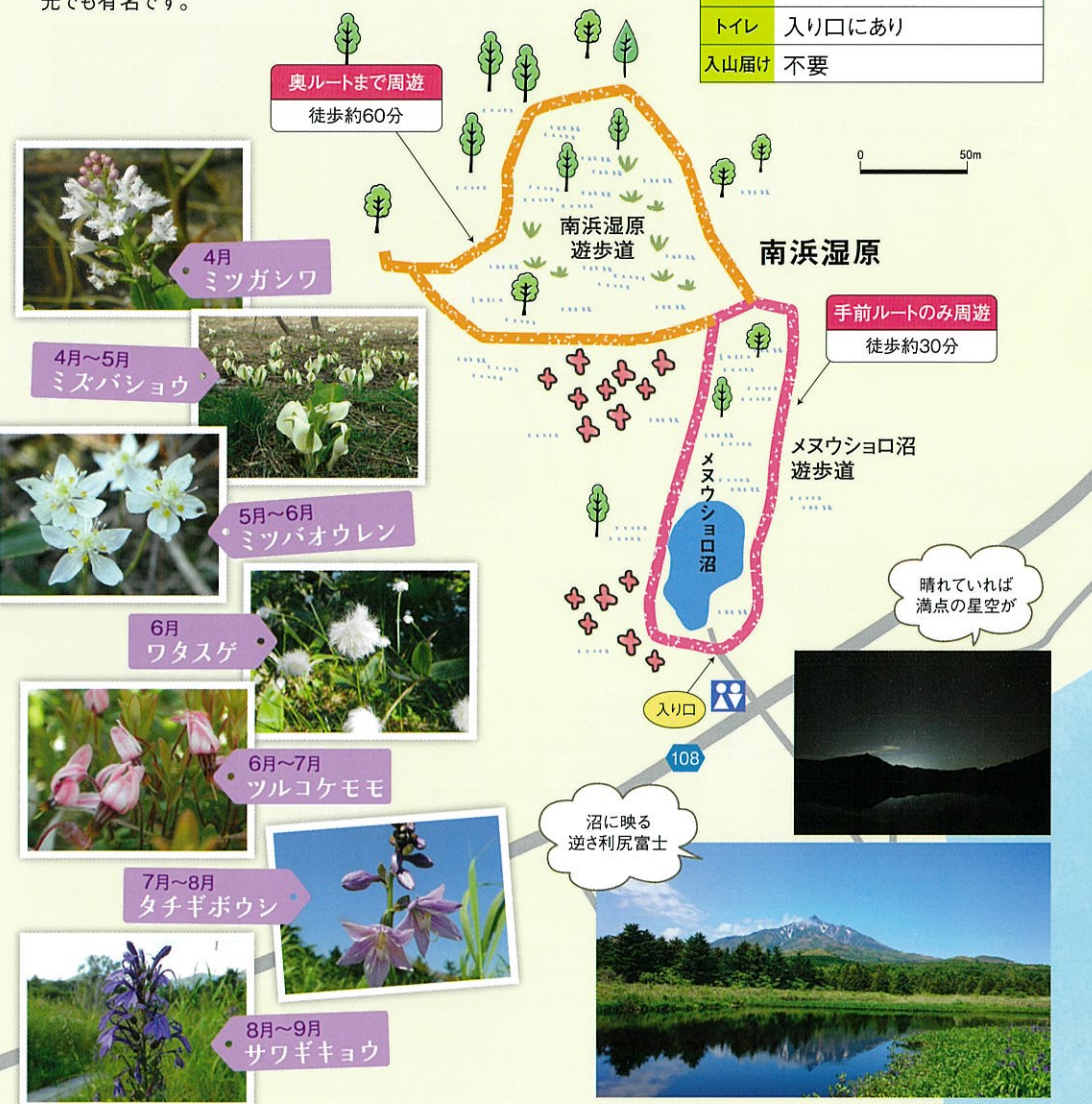 元でも有名です。
トイレ 入り口にあり
入山届け 不要
奥ルートまで周遊
徒歩約60分
0 50m
南浜湿原
遊歩道
南浜湿原
手前ルートのみ周遊
徒歩約30分
メヌウショロ沼
遊歩道
メヌウショロ沼
入り口
108
4月
ミツガシワ
4月~5月
ミズバショウ
5月~6月
ミツバオウレン
6月
ワタスゲ
6月~7月
ツルコケモモ
7月~8月
タチギボウシ
8月~9月
サワギキョウ
晴れていれば
満点の星空が
沼に映る
逆さ利尻富士